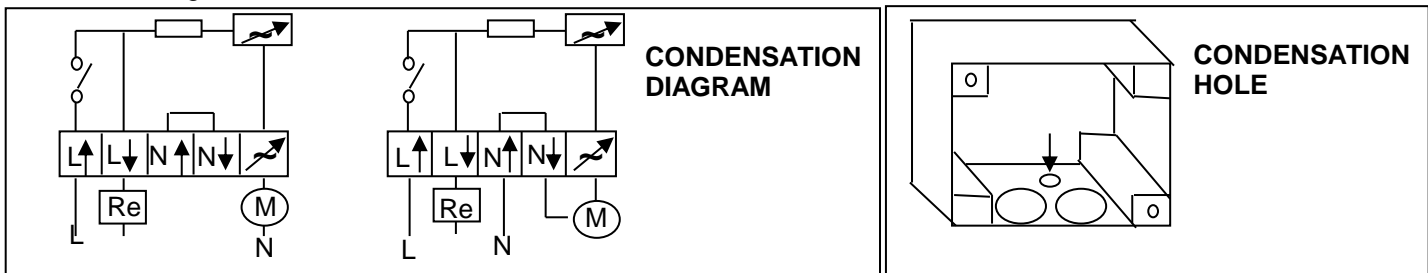 CONDENSATION
DIAGRAM
L L N N
Re M
L N
L L N N
Re M
L N
CONDENSATION
HOLE